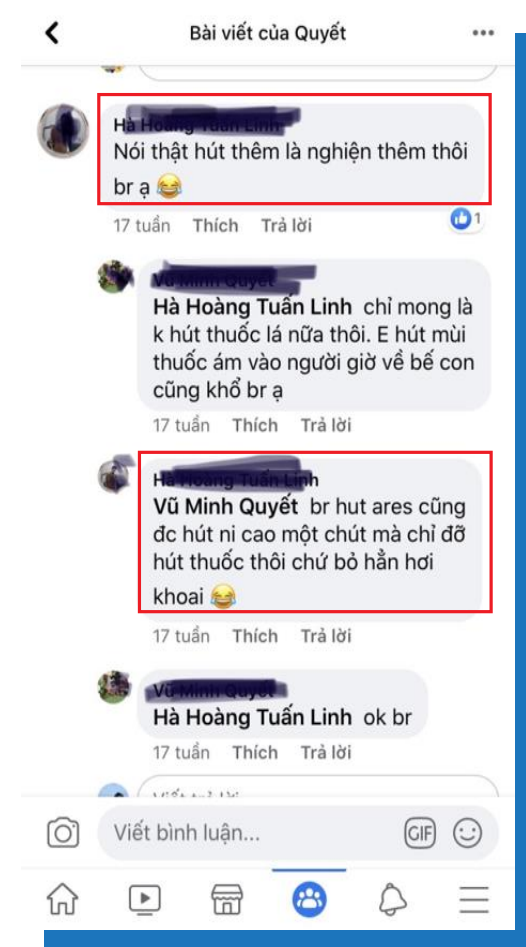 Bài viết của Quyết
Nói thật hút thêm là nghiện thêm thôi
br ạ 😂
17 tuần Thích Trả lời 1
Hà Hoàng Tuấn Linh chỉ mong là
k hút thuốc lá nữa thôi. E hút mùi
thuốc ám vào người giờ về bế con
cũng khổ br ạ
17 tuần Thích Trả lời
Vũ Minh Quyết br hut ares cũng
đc hút ni cao một chút mà chỉ đỡ
hút thuốc thôi chứ bỏ hẳn hơi
khoai 😂
17 tuần Thích Trả lời
Hà Hoàng Tuấn Linh ok br
17 tuần Thích Trả lời
Viết trả lời
Viết bình luận...
GIF